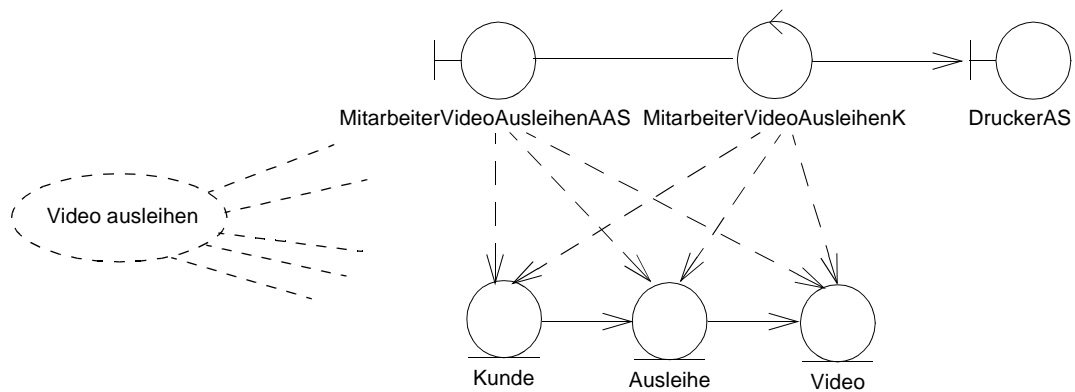 MitarbeiterVideoAusleihenAAS MitarbeiterVideoAusleihenK DruckerAS
Video ausleihen
Kunde Ausleihe Video